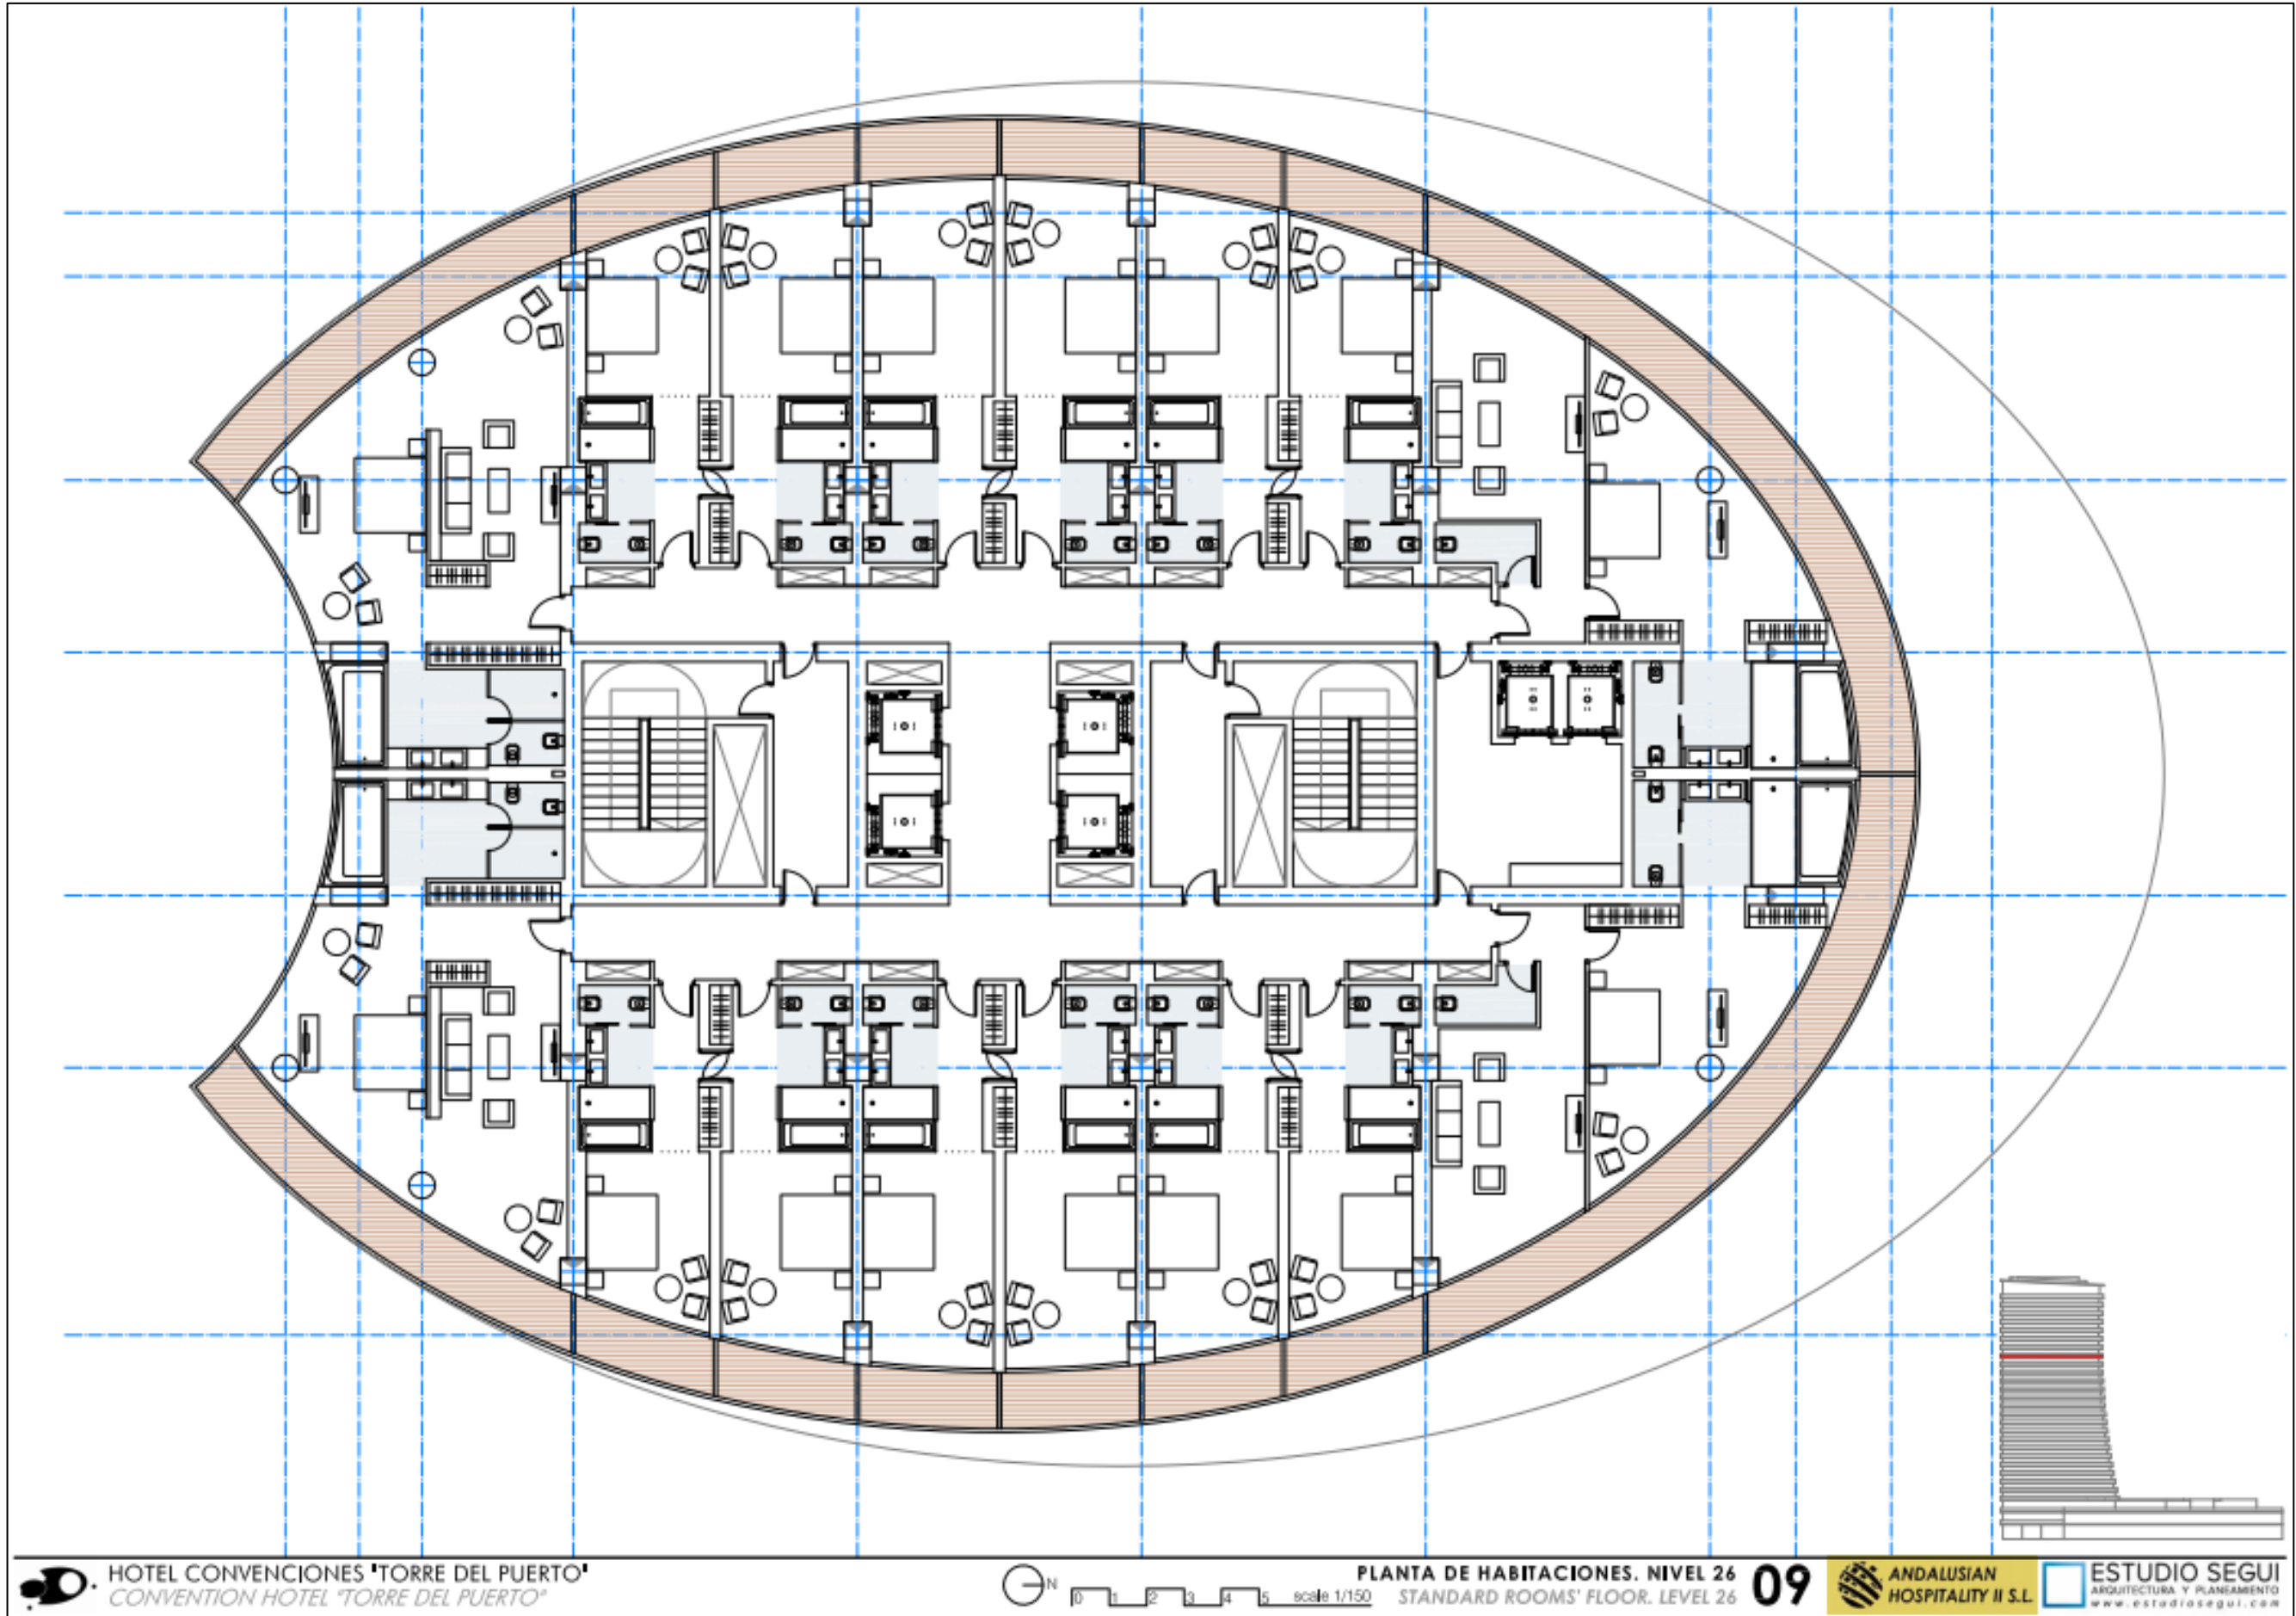 HOTEL CONVENCIONES "TORRE DEL PUERTO"
CONVENTION HOTEL "TORRE DEL PUERTO"
N
0 1 2 3 4 5 scale 1/150
PLANTA DE HABITACIONES. NIVEL 26
STANDARD ROOMS' FLOOR. LEVEL 26
09
ANDALUSIAN
HOSPITALITY II S.L.
ESTUDIO SEGUI
ARQUITECTURA Y PLANEAMIENTO
www.estudiosegui.com